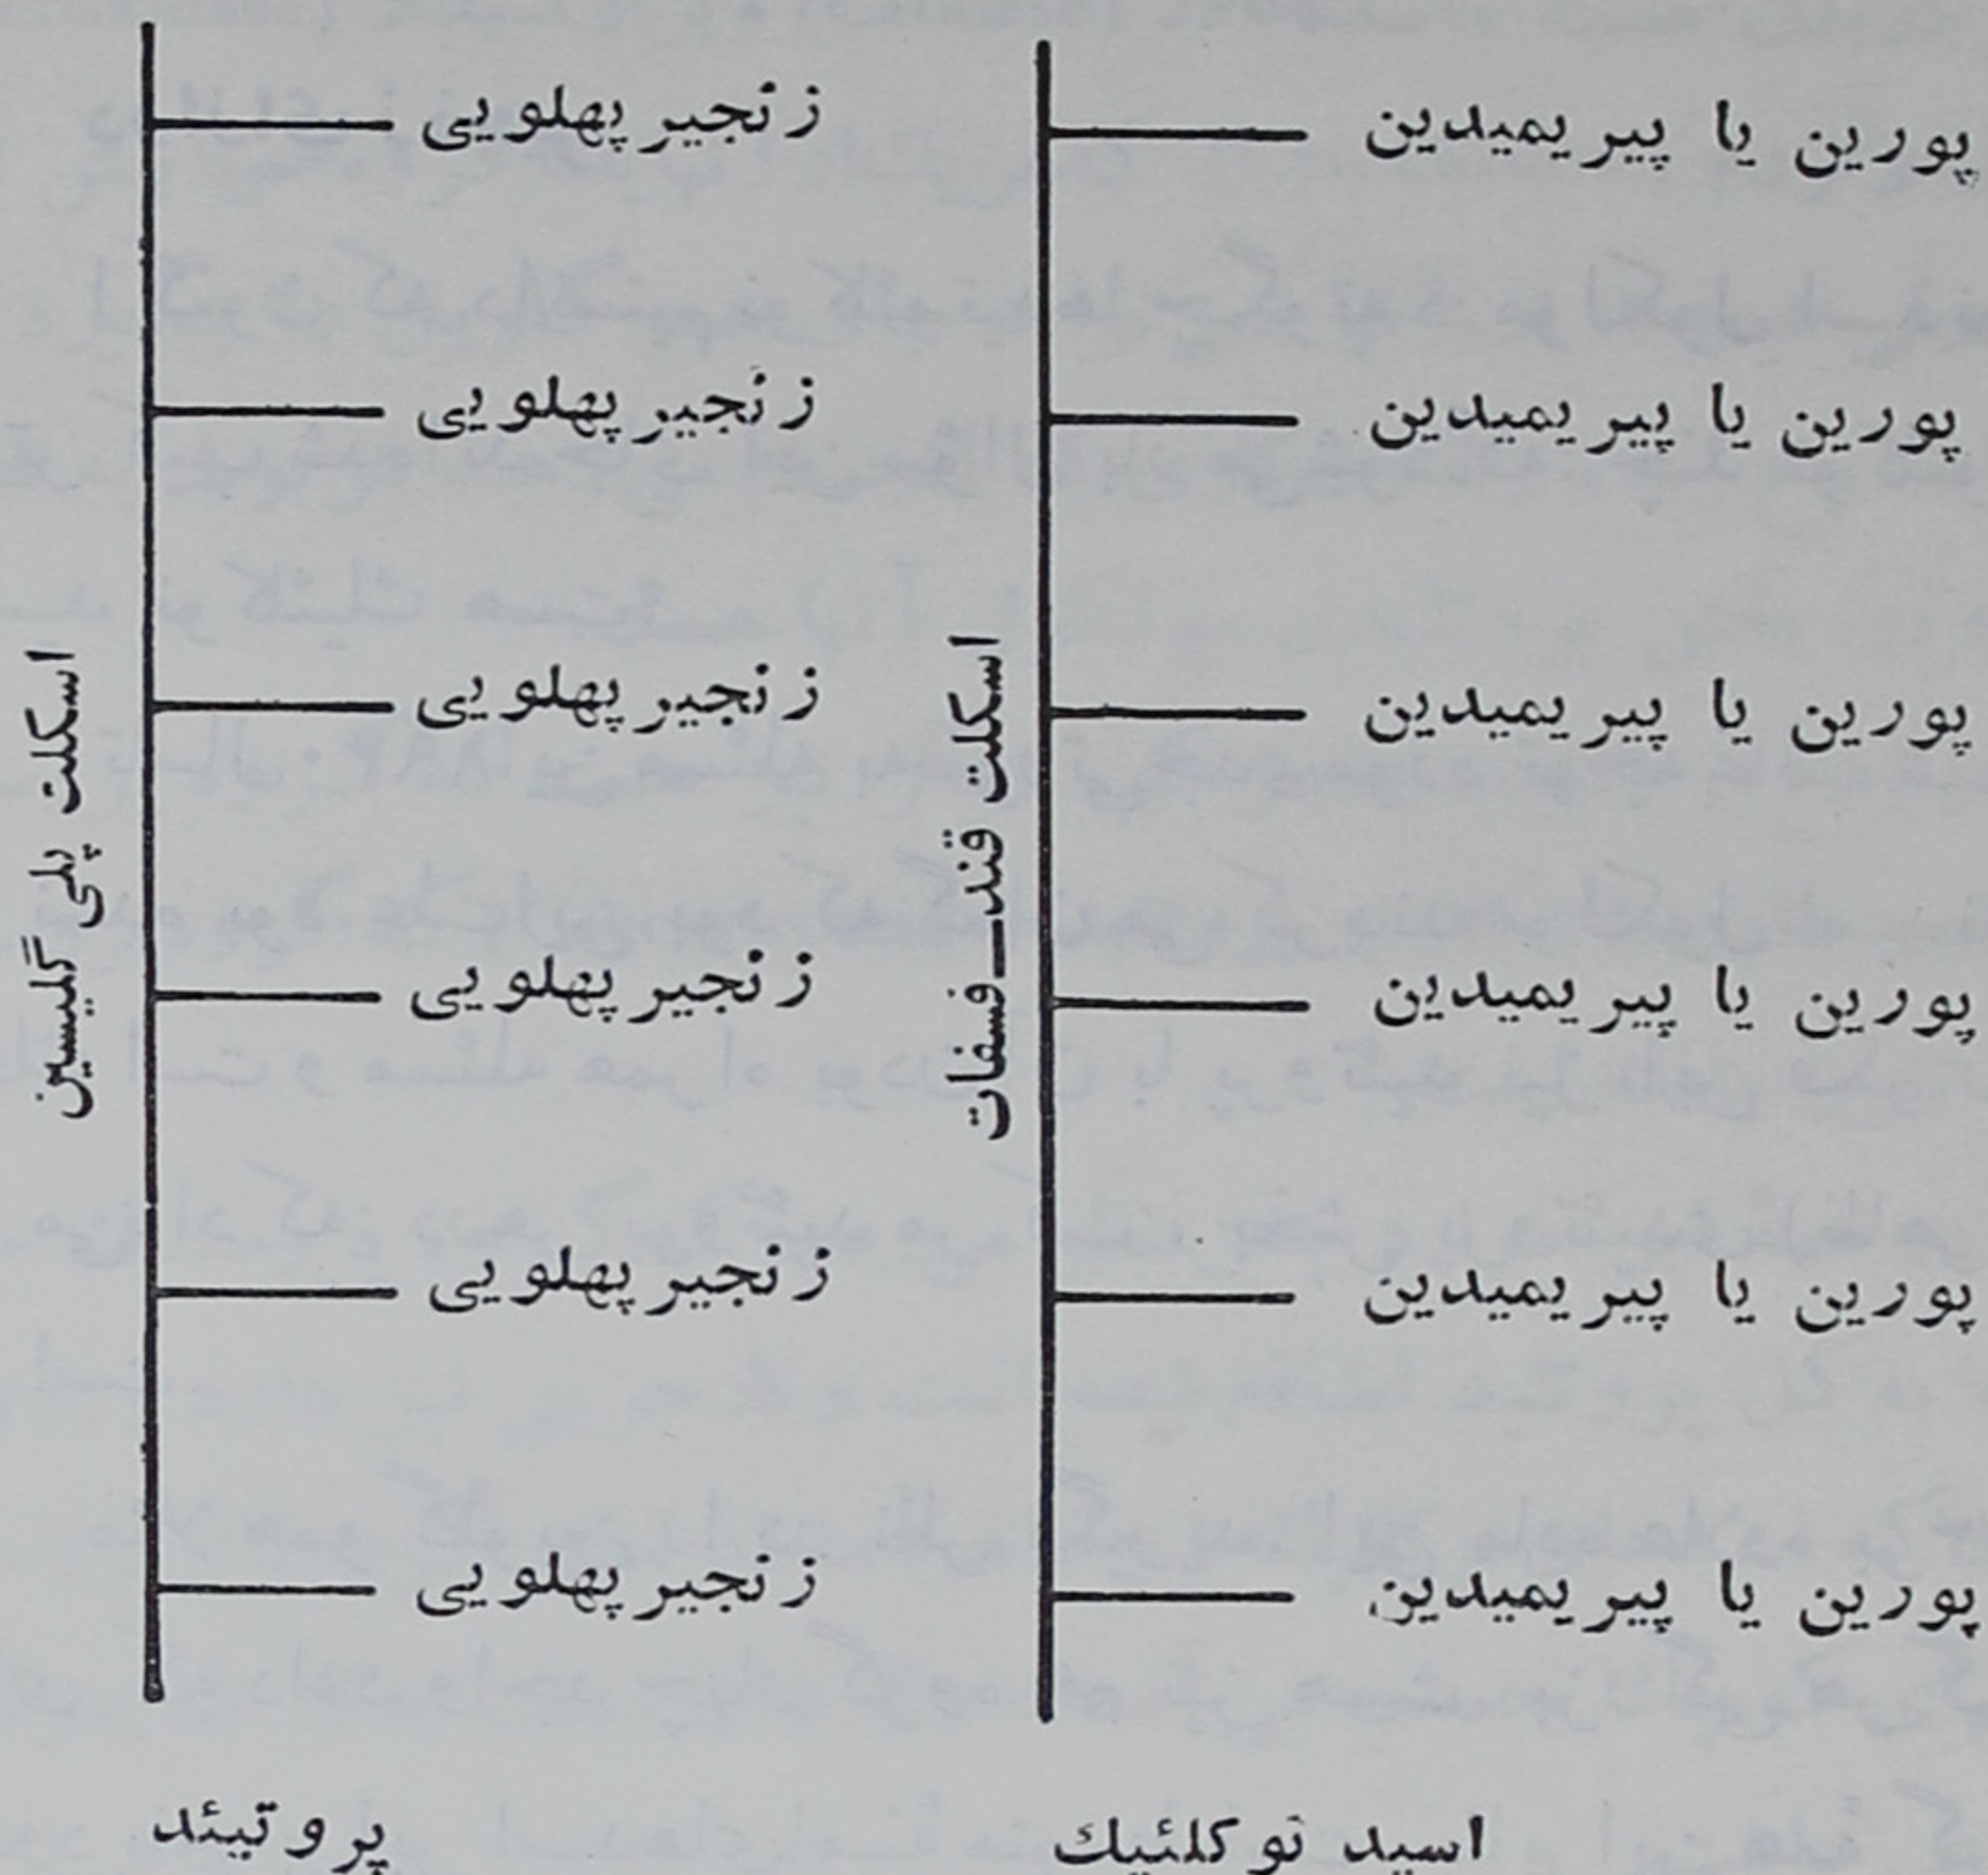 پورین یا پیریمیدین
پورین یا پیریمیدین
پورین یا پیریمیدین
پورین یا پیریمیدین
پورین یا پیریمیدین
پورین یا پیریمیدین
اسکلت قند–فسفات
اسید نوکلئیك
زنجیر پهلویی
زنجیر پهلویی
زنجیر پهلویی
زنجیر پهلویی
زنجیر پهلویی
زنجیر پهلویی
اسکلت پلی گلیسین
پروتیئد